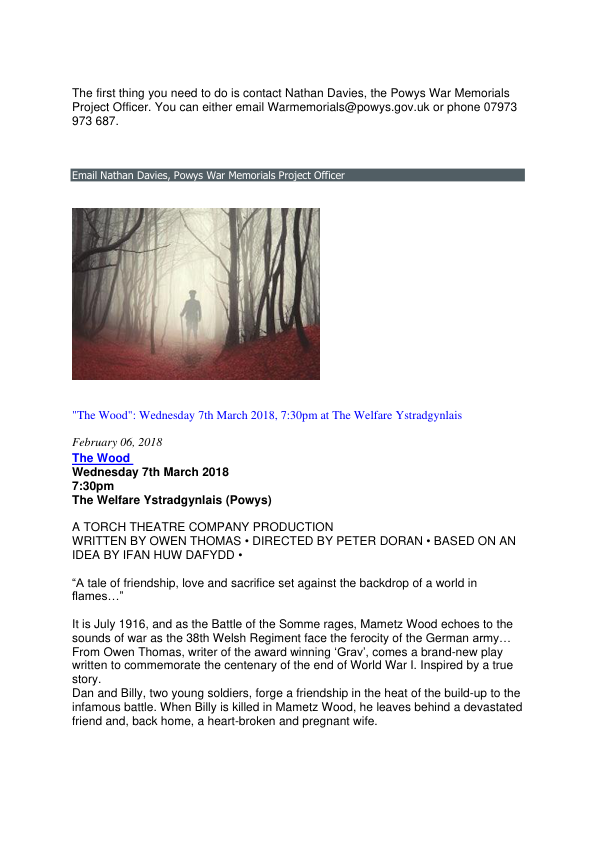 The first thing you need to do is contact Nathan Davies, the Powys War Memorials
Project Officer. You can either email Warmemorials@powys.gov.uk or phone 07973
973 687.
Email Nathan Davies, Powys War Memorials Project Officer
"The Wood": Wednesday 7th March 2018, 7:30pm at The Welfare Ystradgynlais
February 06, 2018
The Wood
Wednesday 7th March 2018
7:30pm
The Welfare Ystradgynlais (Powys)
A TORCH THEATRE COMPANY PRODUCTION
WRITTEN BY OWEN THOMAS • DIRECTED BY PETER DORAN • BASED ON AN
IDEA BY IFAN HUW DAFYDD •
“A tale of friendship, love and sacrifice set against the backdrop of a world in
flames…”
It is July 1916, and as the Battle of the Somme rages, Mametz Wood echoes to the
sounds of war as the 38th Welsh Regiment face the ferocity of the German army…
From Owen Thomas, writer of the award winning ‘Grav’, comes a brand-new play
written to commemorate the centenary of the end of World War I. Inspired by a true
story.
Dan and Billy, two young soldiers, forge a friendship in the heat of the build-up to the
infamous battle. When Billy is killed in Mametz Wood, he leaves behind a devastated
friend and, back home, a heart-broken and pregnant wife.